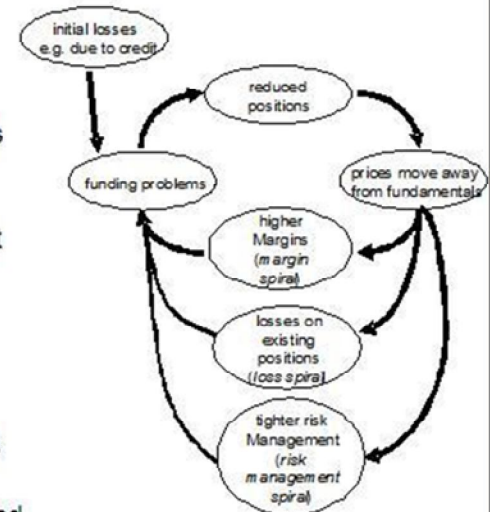 initial losses
e.g. due to credit
reduced
positions
funding problems
prices move away
from fundamentals
higher
Margins
(margin
spiral)
losses on
existing
positions
(loss spiral)
tighter risk
Management
(risk
management
spiral)